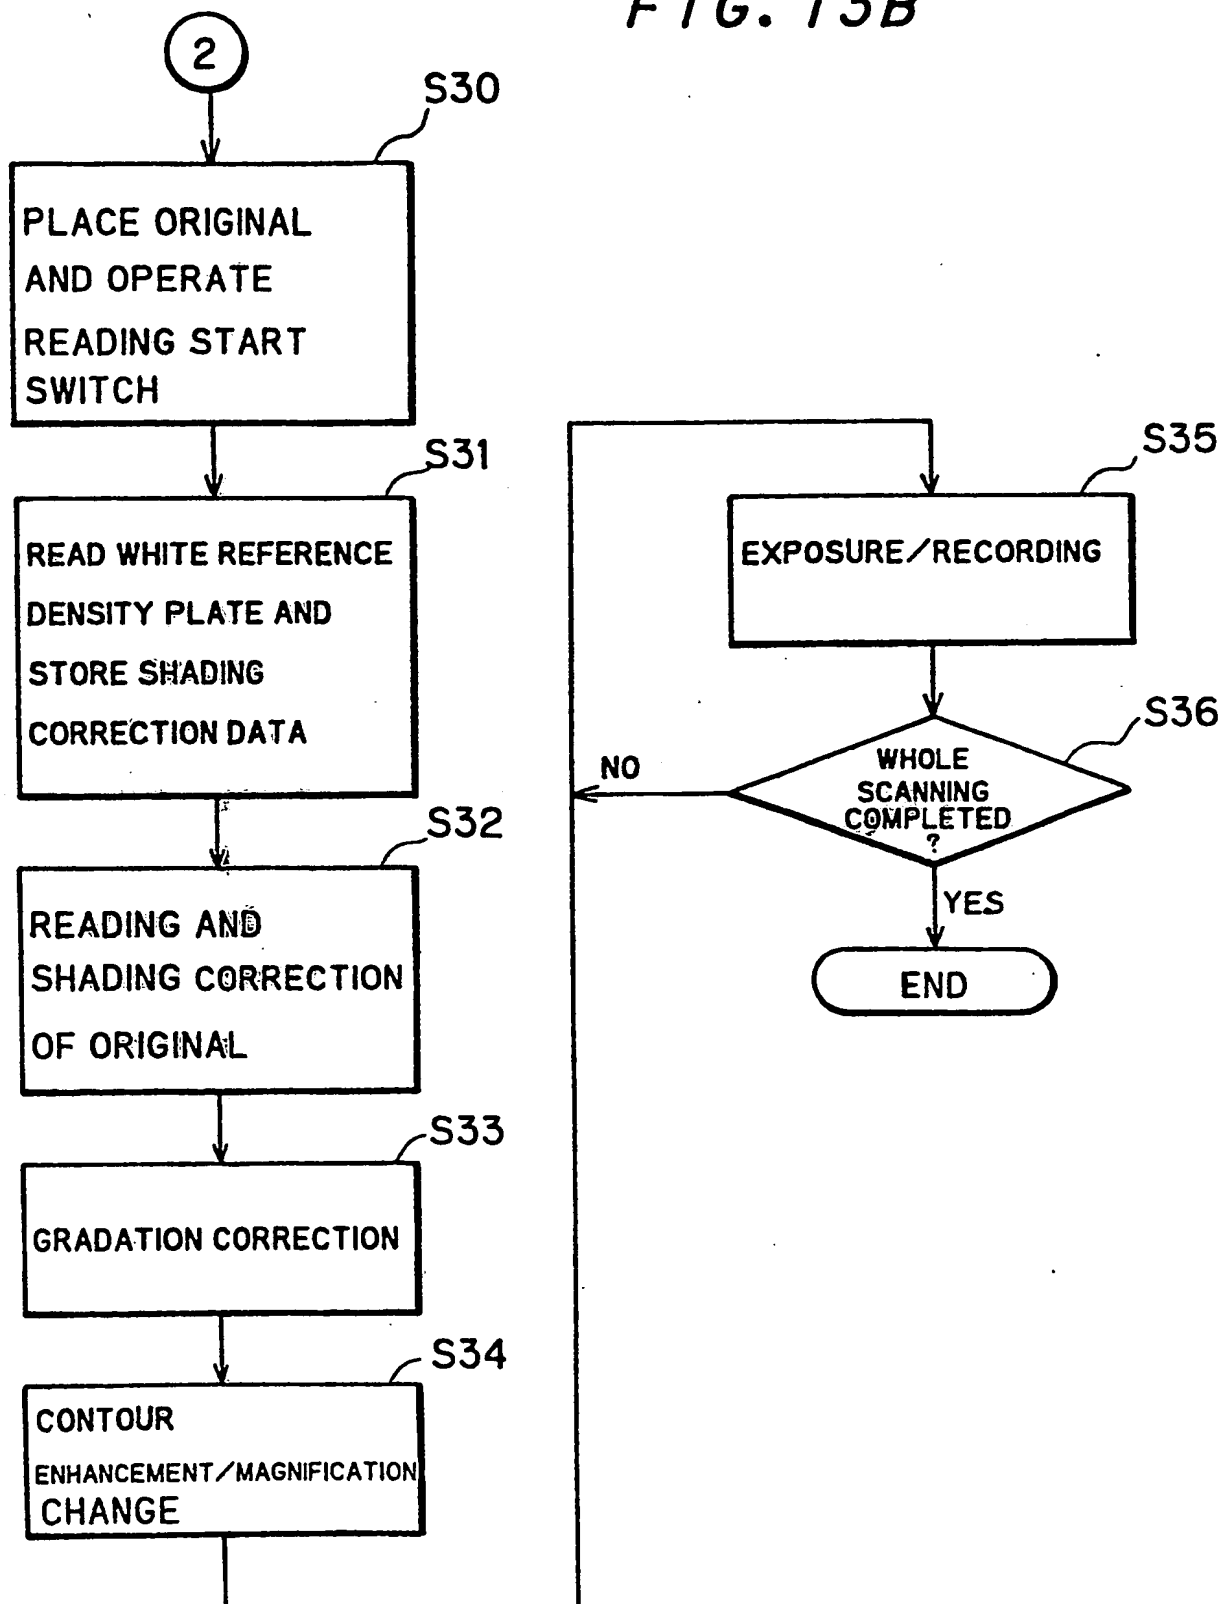 FIG. 13B
2
S30
PLACE ORIGINAL
AND OPERATE
READING START
SWITCH
S31
READ WHITE REFERENCE
DENSITY PLATE AND
STORE SHADING
CORRECTION DATA
S32
READING AND
SHADING CORRECTION
OF ORIGINAL
S33
GRADATION CORRECTION
S34
CONTOUR
ENHANCEMENT/MAGNIFICATION
CHANGE
S35
EXPOSURE/RECORDING
S36
WHOLE
SCANNING
COMPLETED
?
NO
YES
END